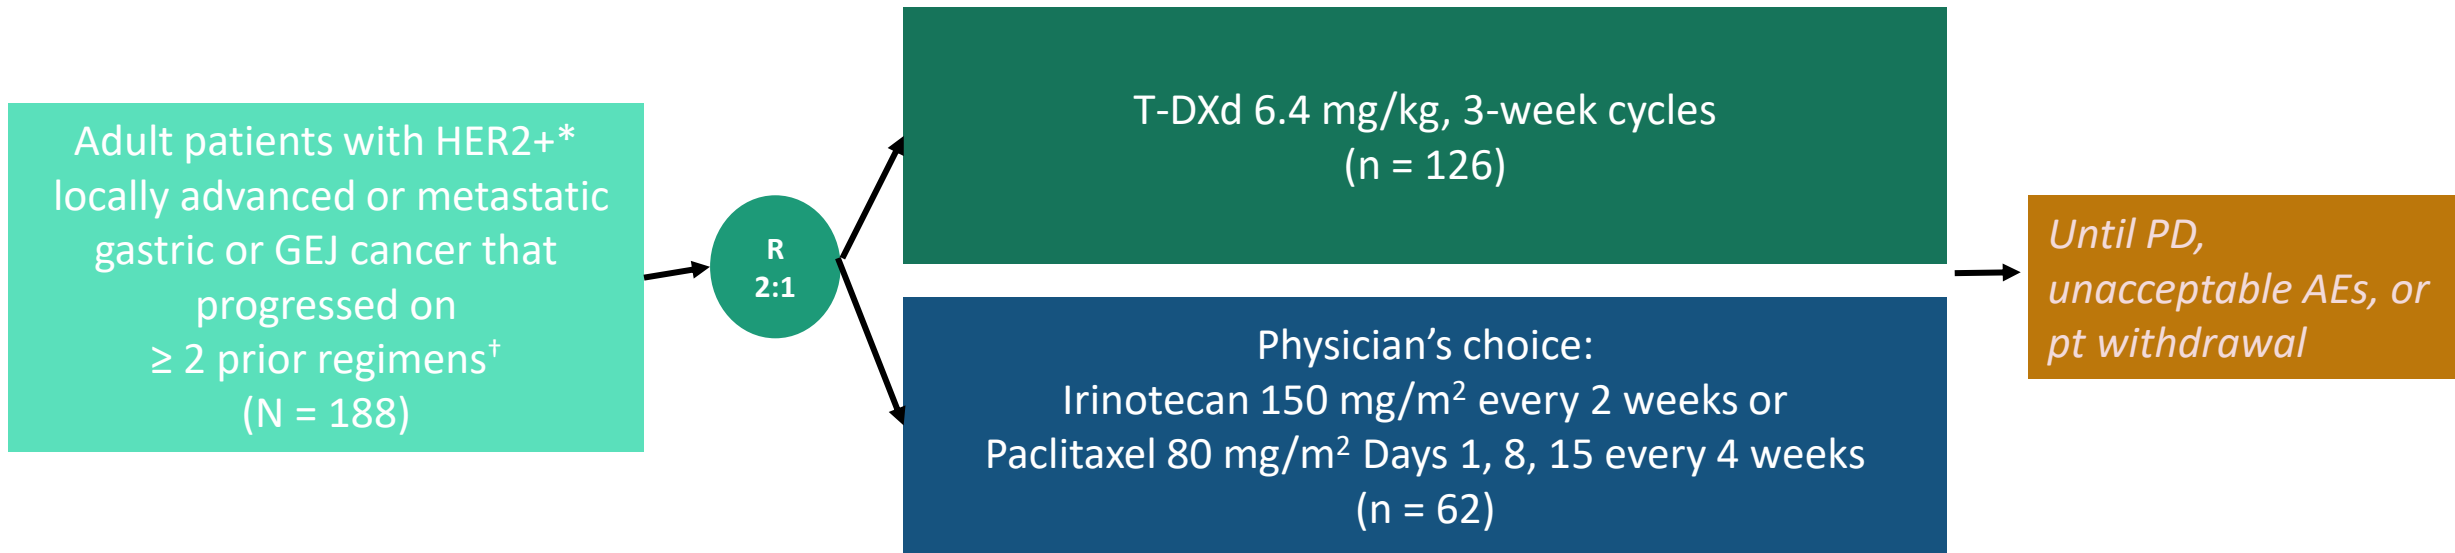 Adult patients with HER2+*
locally advanced or metastatic
gastric or GEJ cancer that
progressed on
≥ 2 prior regimens†
(N = 188)
R
2:1
T-DXd 6.4 mg/kg, 3-week cycles
(n = 126)
Physician’s choice:
Irinotecan 150 mg/m² every 2 weeks or
Paclitaxel 80 mg/m² Days 1, 8, 15 every 4 weeks
(n = 62)
Until PD,
unacceptable AEs, or
pt withdrawal